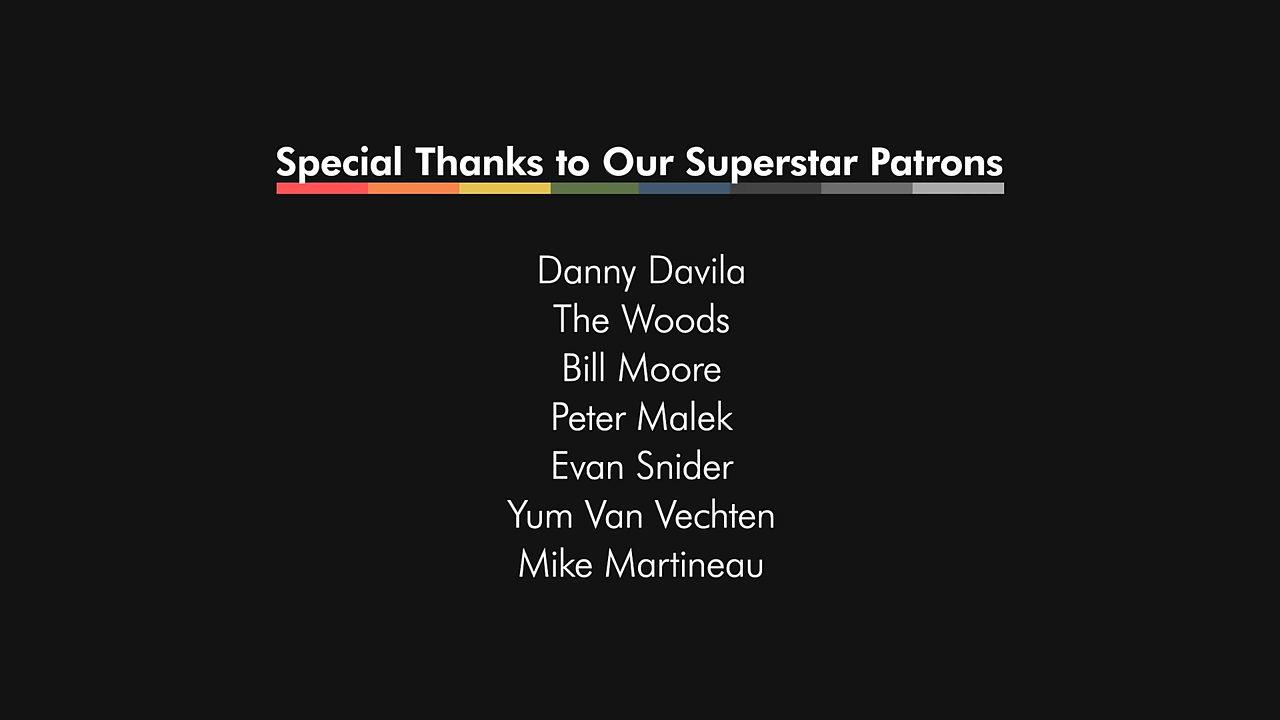 Special Thanks to Our Superstar Patrons
Danny Davila
The Woods
Bill Moore
Peter Malek
Evan Snider
Yum Van Vechten
Mike Martineau